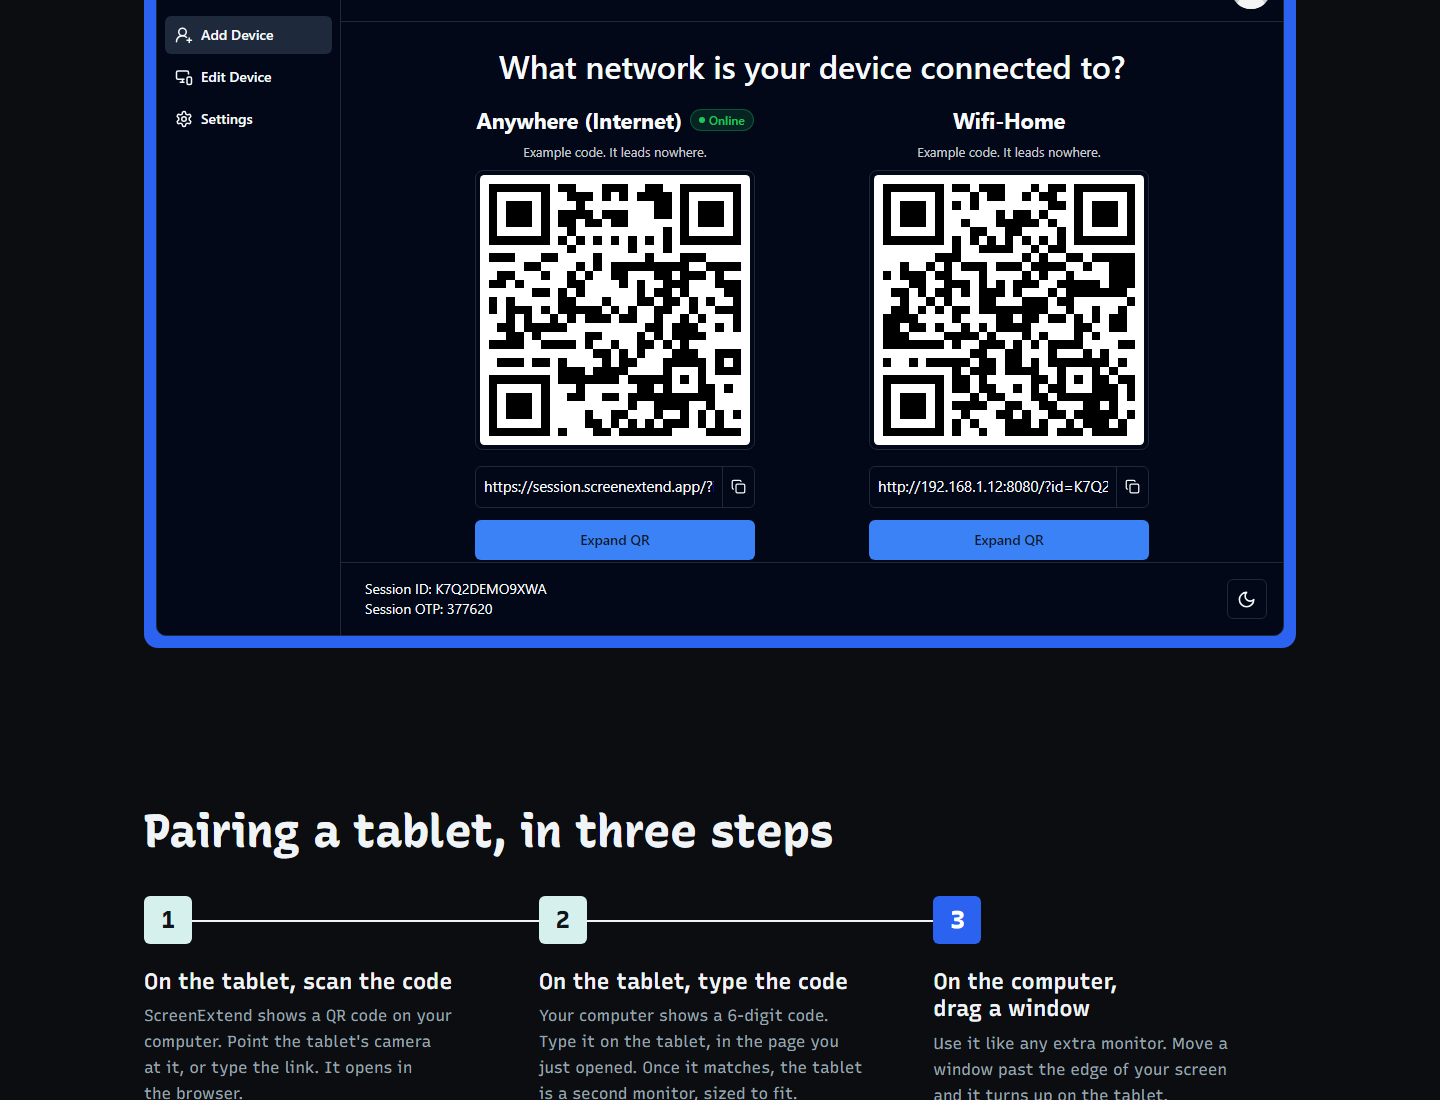 Add Device
Edit Device
Settings
What network is your device connected to?
Anywhere (Internet)
Online
Example code. It leads nowhere.
https://session.screenextend.app/?
Expand QR
Wifi-Home
Example code. It leads nowhere.
http://192.168.1.12:8080/?id=K7Q2
Expand QR
Session ID: K7Q2DEMO9XWA
Session OTP: 377620
Pairing a tablet, in three steps
1
On the tablet, scan the code
ScreenExtend shows a QR code on your
computer. Point the tablet's camera
at it, or type the link. It opens in
the browser.
2
On the tablet, type the code
Your computer shows a 6-digit code.
Type it on the tablet, in the page you
just opened. Once it matches, the tablet
is a second monitor, sized to fit.
3
On the computer,
drag a window
Use it like any extra monitor. Move a
window past the edge of your screen
and it turns up on the tablet.